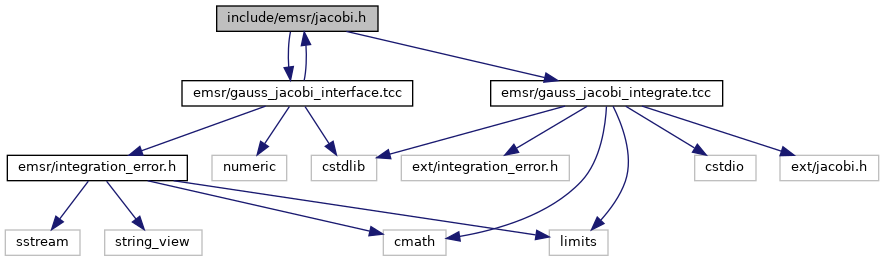 include/emsr/jacobi.h
emsr/gauss_jacobi_interface.tcc
emsr/gauss_jacobi_integrate.tcc
emsr/integration_error.h
numeric
cstdlib
ext/integration_error.h
cstdio
ext/jacobi.h
sstream
string_view
cmath
limits